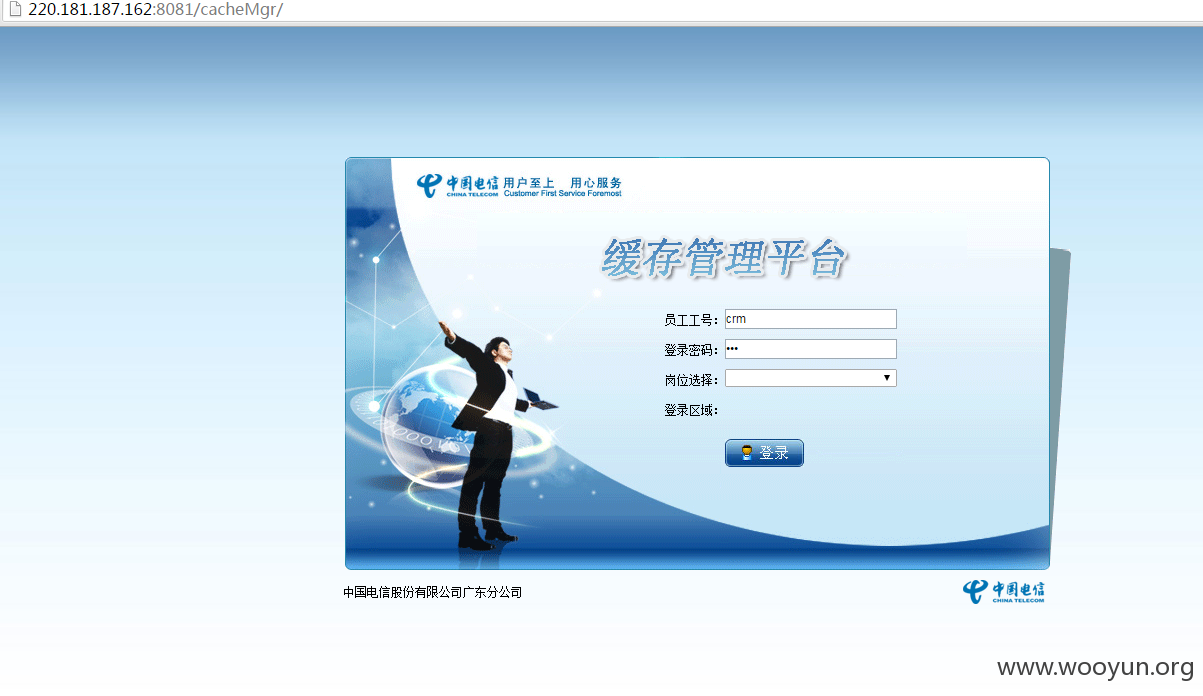 220.181.187.162:8081/cacheMgr/
中国电信 用户至上 用心服务
CHINA TELECOM Customer First Service Foremost
缓存管理平台
员工工号： crm
登录密码： •••
岗位选择：
登录区域：
登录
中国电信股份有限公司广东分公司
中国电信
CHINA TELECOM
www.wooyun.org